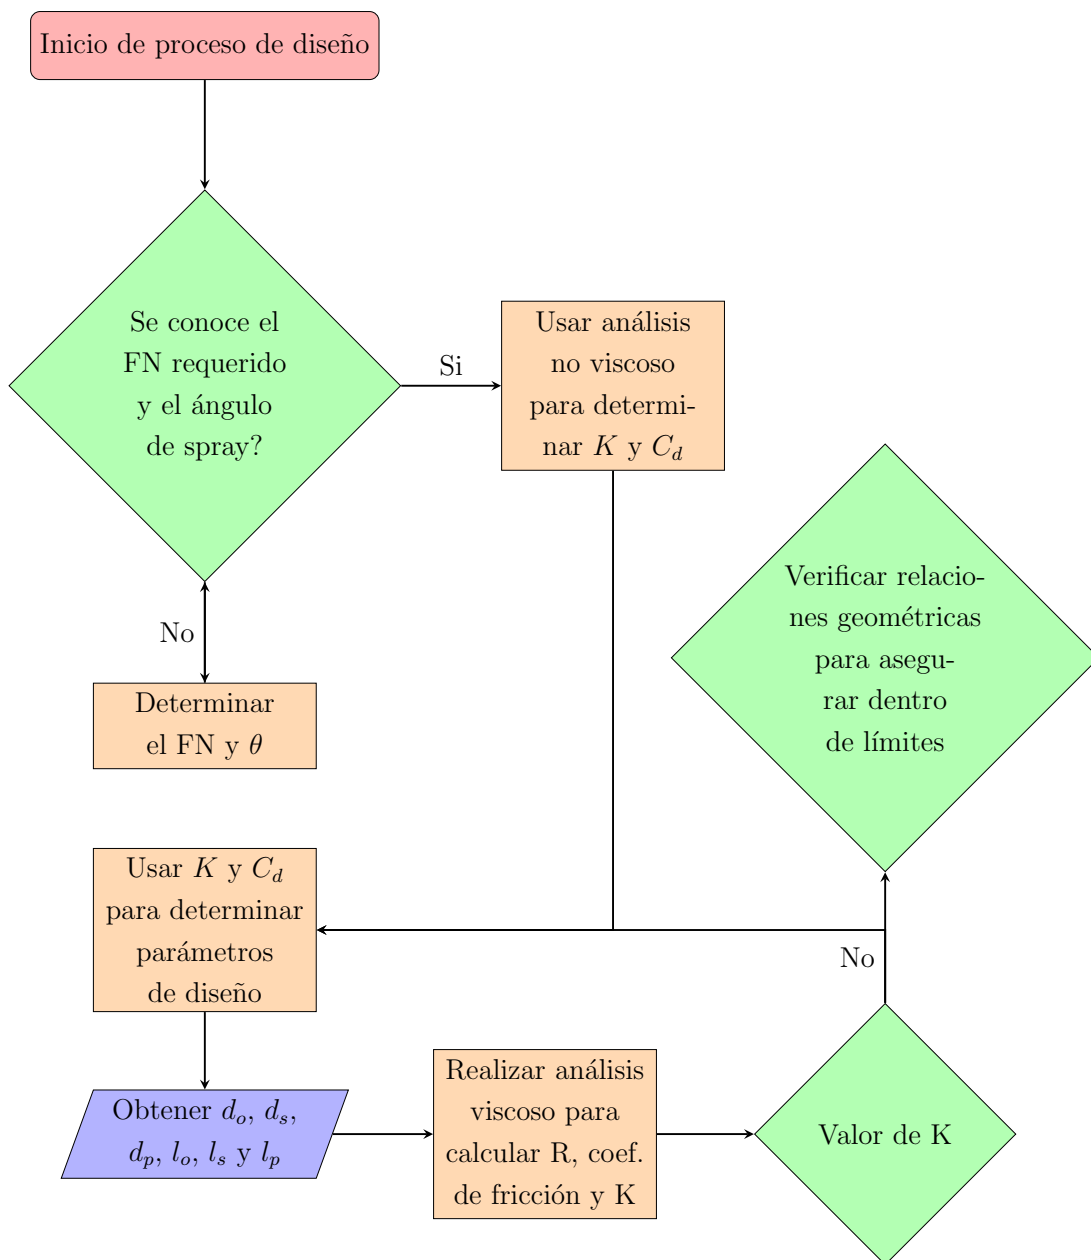 Inicio de proceso de diseño
Se conoce el
FN requerido
y el ángulo
de spray?
Si
Usar análisis
no viscoso
para determi-
nar K y C_d
No
Determinar
el FN y θ
Verificar relacio-
nes geométricas
para asegu-
rar dentro
de límites
Usar K y C_d
para determinar
parámetros
de diseño
No
Obtener d_o, d_s,
d_p, l_o, l_s y l_p
Realizar análisis
viscoso para
calcular R, coef.
de fricción y K
Valor de K